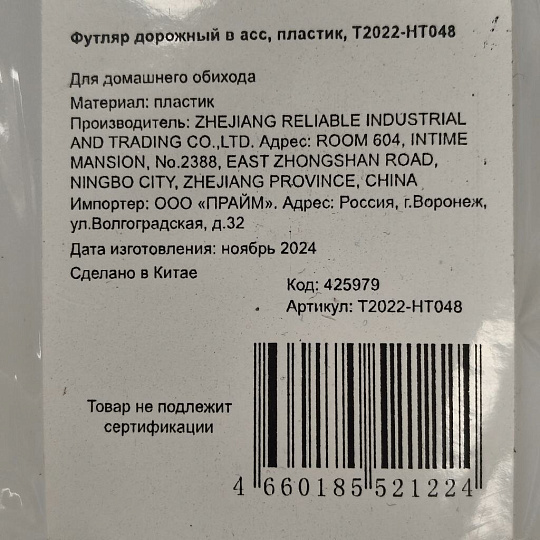 Футляр дорожный в асс, пластик, T2022-HT048
Для домашнего обихода
Материал: пластик
Производитель: ZHEJIANG RELIABLE INDUSTRIAL
AND TRADING CO.,LTD. Адрес: ROOM 604, INTIME
MANSION, No.2388, EAST ZHONGSHAN ROAD,
NINGBO CITY, ZHEJIANG PROVINCE, CHINA
Импортер: ООО «ПРАЙМ». Адрес: Россия, г.Воронеж,
ул.Волгоградская, д.32
Дата изготовления: ноябрь 2024
Сделано в Китае
Код: 425979
Артикул: T2022-HT048
Товар не подлежит
сертификации
4 660185 521224